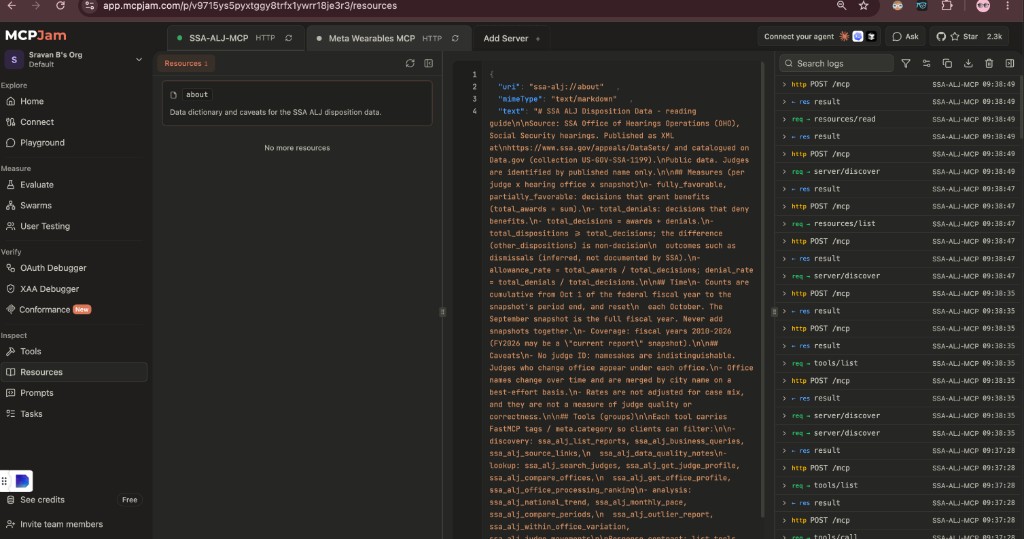 app.mcpjam.com/p/v9715ys5pyxtggy8trfx1ywrr18je3r3/resources
MCPJam
S
Sravan B's Org
Default
Explore
Home
Connect
Playground
Measure
Evaluate
Swarms
User Testing
Verify
OAuth Debugger
XAA Debugger
Conformance New
Inspect
Tools
Resources
Prompts
Tasks
See credits Free
Invite team members
SSA-ALJ-MCP HTTP
Meta Wearables MCP HTTP
Add Server +
Connect your agent
Ask
Star 2.3k
Resources 1
about
Data dictionary and caveats for the SSA ALJ disposition data.
No more resources
1 {
2 "uri": "ssa-alj://about" ,
3 "mimeType": "text/markdown" ,
4 "text": "# SSA ALJ Disposition Data - reading
guide\n\nSource: SSA Office of Hearings Operations (OHO),
Social Security hearings. Published as XML
at\nhttps://www.ssa.gov/appeals/DataSets/ and catalogued on
Data.gov (collection US-GOV-SSA-1199).\nPublic data. Judges
are identified by published name only.\n\n## Measures (per
judge x hearing office x snapshot)\n- fully_favorable,
partially_favorable: decisions that grant benefits
(total_awards = sum).\n- total_denials: decisions that deny
benefits.\n- total_decisions = awards + denials.\n-
total_dispositions ≥ total_decisions; the difference
(other_dispositions) is non-decision\n outcomes such as
dismissals (inferred, not documented by SSA).\n-
allowance_rate = total_awards / total_decisions; denial_rate
= total_denials / total_decisions.\n\n## Time\n- Counts are
cumulative from Oct 1 of the federal fiscal year to the
snapshot's period end, and reset\n each October. The
September snapshot is the full fiscal year. Never add
snapshots together.\n- Coverage: fiscal years 2010-2026
(FY2026 may be a \"current report\" snapshot).\n\n##
Caveats\n- No judge ID: namesakes are indistinguishable.
Judges who change office appear under each office.\n- Office
names change over time and are merged by city name on a
best-effort basis.\n- Rates are not adjusted for case mix,
and they are not a measure of judge quality or
correctness.\n\n## Tools (groups)\n\nEach tool carries
FastMCP tags / meta.category so clients can filter:\n\n-
discovery: ssa_alj_list_reports, ssa_alj_business_queries,
ssa_alj_source_links,\n ssa_alj_data_quality_notes\n-
lookup: ssa_alj_search_judges, ssa_alj_get_judge_profile,
ssa_alj_compare_offices,\n ssa_alj_get_office_profile,
ssa_alj_office_processing_ranking\n- analysis:
ssa_alj_national_trend, ssa_alj_monthly_pace,
ssa_alj_compare_periods,\n ssa_alj_outlier_report,
ssa_alj_within_office_variation,
Search logs
http POST /mcp SSA-ALJ-MCP 09:38:49
← res result SSA-ALJ-MCP 09:38:49
req → resources/read SSA-ALJ-MCP 09:38:49
← res result SSA-ALJ-MCP 09:38:49
http POST /mcp SSA-ALJ-MCP 09:38:49
req → server/discover SSA-ALJ-MCP 09:38:49
← res result SSA-ALJ-MCP 09:38:47
http POST /mcp SSA-ALJ-MCP 09:38:47
req → resources/list SSA-ALJ-MCP 09:38:47
http POST /mcp SSA-ALJ-MCP 09:38:47
← res result SSA-ALJ-MCP 09:38:47
req → server/discover SSA-ALJ-MCP 09:38:47
http POST /mcp SSA-ALJ-MCP 09:38:35
← res result SSA-ALJ-MCP 09:38:35
← res result SSA-ALJ-MCP 09:38:35
http POST /mcp SSA-ALJ-MCP 09:38:35
req → tools/list SSA-ALJ-MCP 09:38:35
http POST /mcp SSA-ALJ-MCP 09:38:35
← res result SSA-ALJ-MCP 09:38:35
req → server/discover SSA-ALJ-MCP 09:38:35
req → server/discover SSA-ALJ-MCP 09:38:35
← res result SSA-ALJ-MCP 09:37:28
http POST /mcp SSA-ALJ-MCP 09:37:28
req → tools/list SSA-ALJ-MCP 09:37:28
← res result SSA-ALJ-MCP 09:37:28
http POST /mcp SSA-ALJ-MCP 09:37:28
req → tools/call SSA-ALJ-MCP 09:37:28